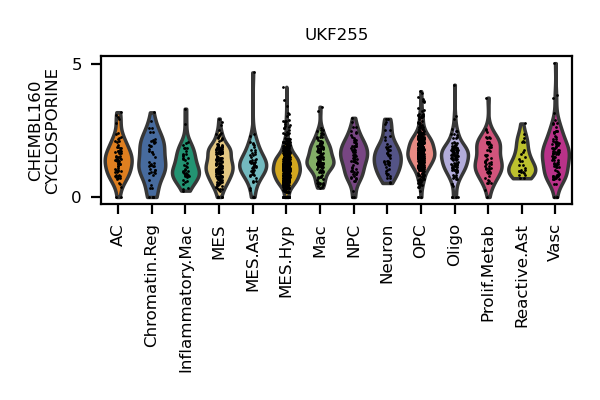 UKF255
CHEMBL160
CYCLOSPORINE
5
0
AC
Chromatin.Reg
Inflammatory.Mac
MES
MES.Ast
MES.Hyp
Mac
NPC
Neuron
OPC
Oligo
Prolif.Metab
Reactive.Ast
Vasc